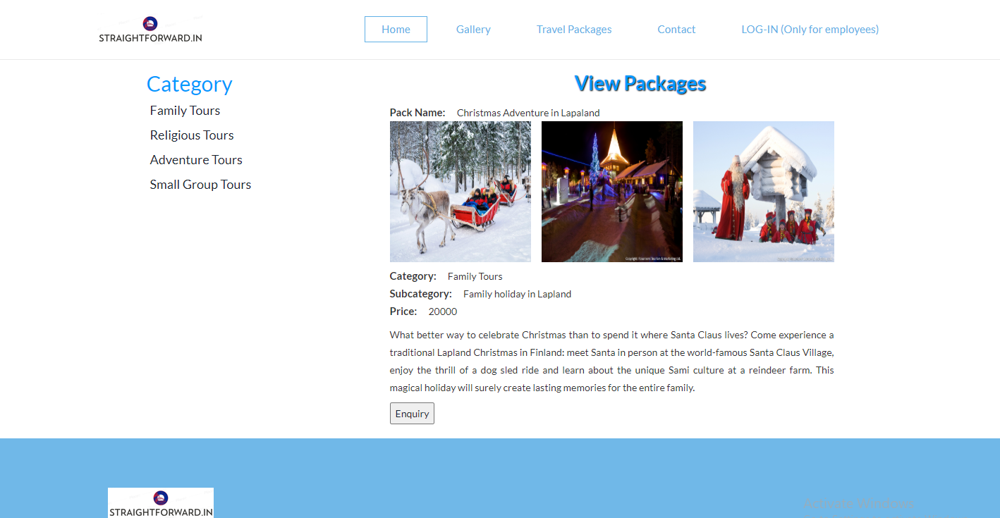 STRAIGHTFORWARD.IN
Home
Gallery
Travel Packages
Contact
LOG-IN (Only for employees)
Category
Family Tours
Religious Tours
Adventure Tours
Small Group Tours
View Packages
Pack Name: Christmas Adventure in Lapaland
Category: Family Tours
Subcategory: Family holiday in Lapland
Price: 20000
What better way to celebrate Christmas than to spend it where Santa Claus lives? Come experience a
traditional Lapland Christmas in Finland: meet Santa in person at the world-famous Santa Claus Village,
enjoy the thrill of a dog sled ride and learn about the unique Sami culture at a reindeer farm. This
magical holiday will surely create lasting memories for the entire family.
Enquiry
STRAIGHTFORWARD.IN
Activate Windows